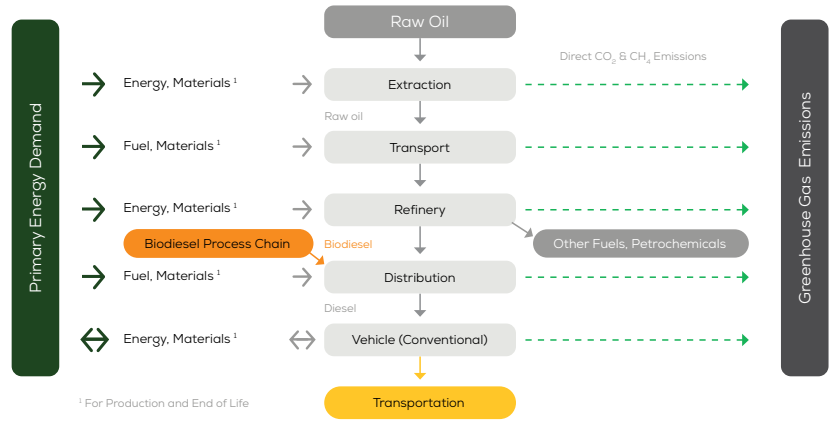 Raw Oil
Direct CO₂ & CH₄ Emissions
Energy, Materials ¹
Extraction
Raw oil
Fuel, Materials ¹
Transport
Energy, Materials ¹
Refinery
Biodiesel Process Chain
Biodiesel
Other Fuels, Petrochemicals
Fuel, Materials ¹
Distribution
Diesel
Energy, Materials ¹
Vehicle (Conventional)
¹ For Production and End of Life
Transportation
Primary Energy Demand
Greenhouse Gas Emissions